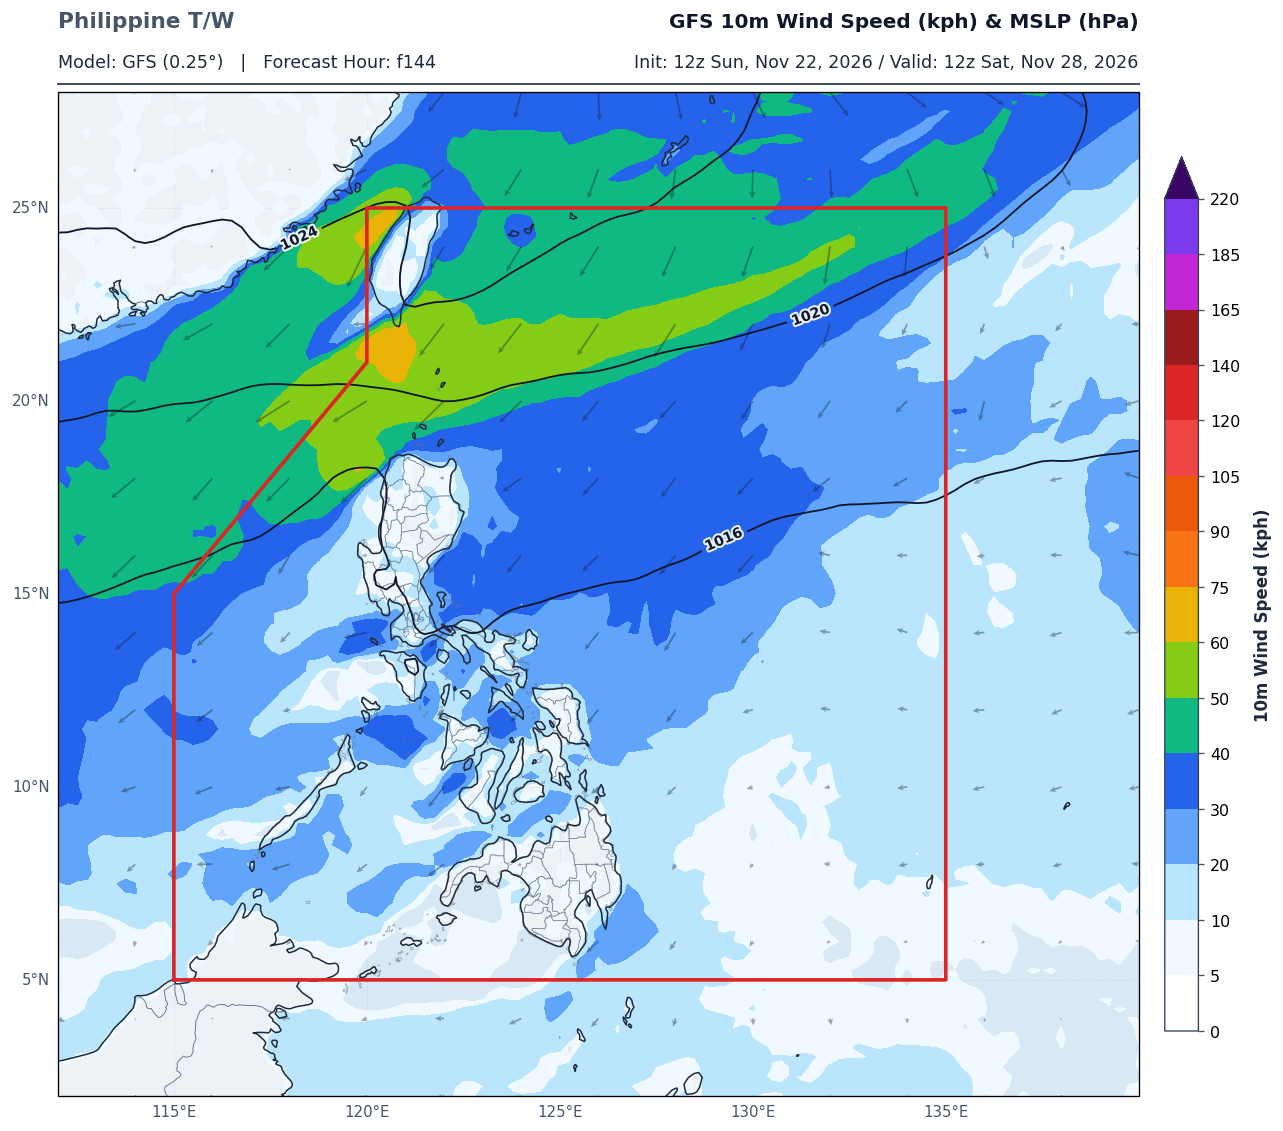 Philippine T/W
GFS 10m Wind Speed (kph) & MSLP (hPa)
Model: GFS (0.25°) | Forecast Hour: f144
Init: 12z Sun, Nov 22, 2026 / Valid: 12z Sat, Nov 28, 2026
25°N
20°N
15°N
10°N
5°N
115°E
120°E
125°E
130°E
135°E
1024
1020
1016
220
185
165
140
120
105
90
75
60
50
40
30
20
10
5
0
10m Wind Speed (kph)